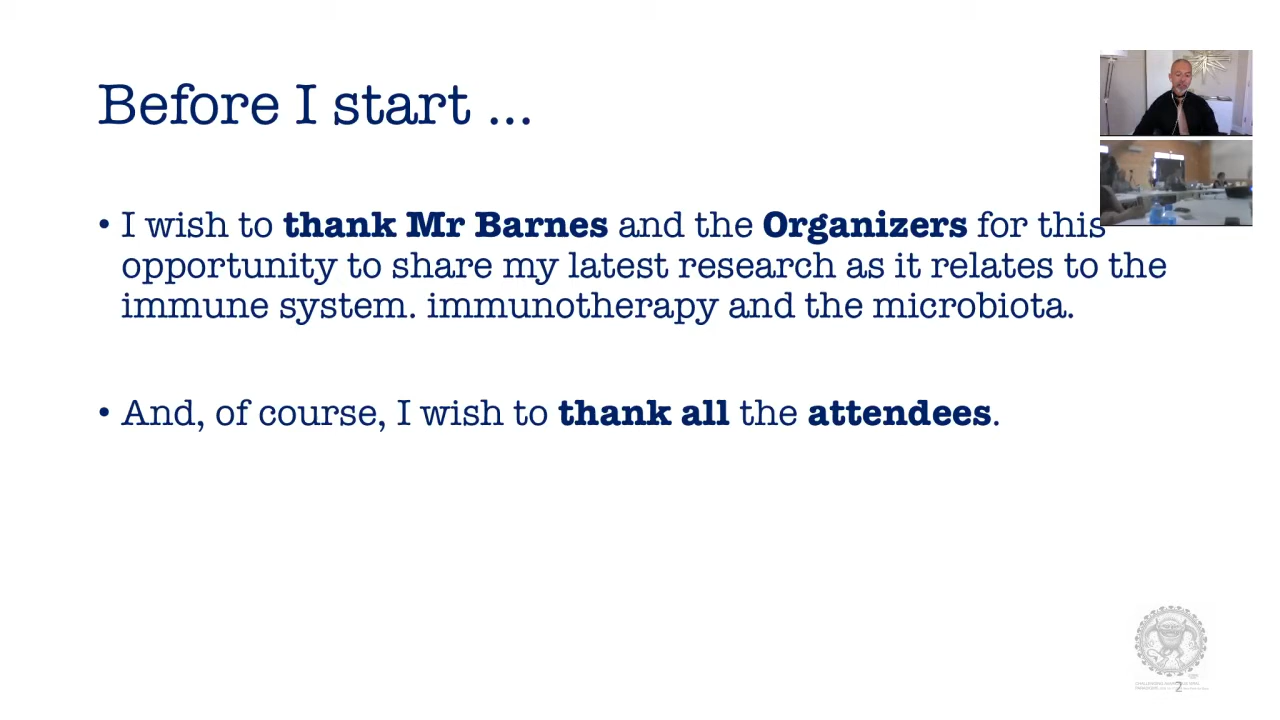 Before I start ...
• I wish to thank Mr Barnes and the Organizers for this
opportunity to share my latest research as it relates to the
immune system. immunotherapy and the microbiota.
• And, of course, I wish to thank all the attendees.
2